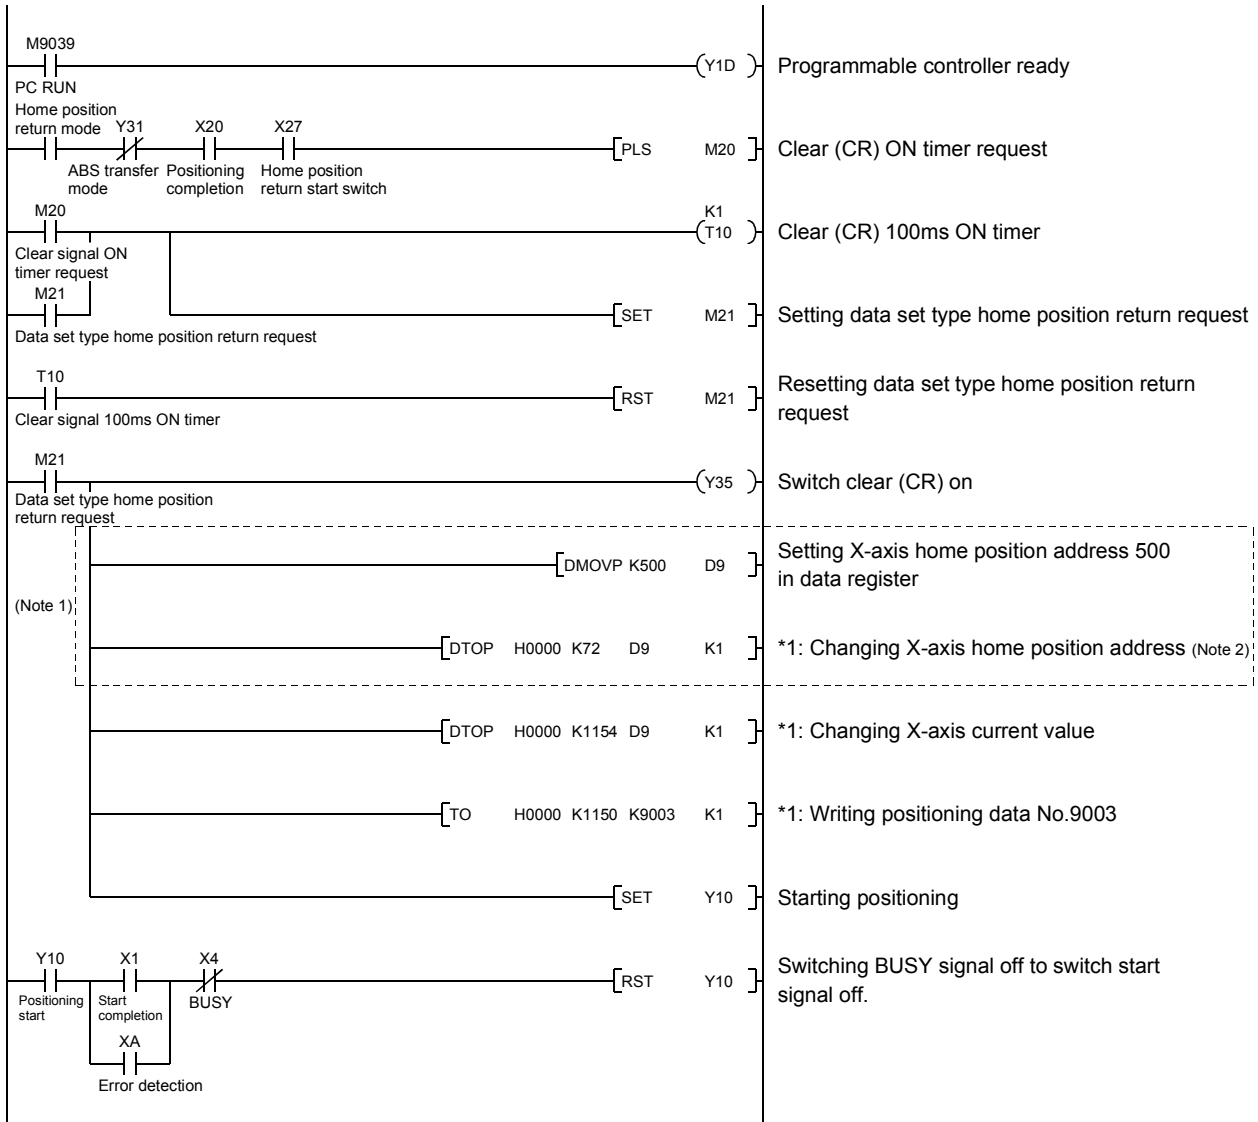 M9039
Y1D
Programmable controller ready
PC RUN
Home position
return mode
Y31
X20
X27
PLS M20
Clear (CR) ON timer request
ABS transfer
mode
Positioning
completion
Home position
return start switch
M20
K1
T10
Clear (CR) 100ms ON timer
Clear signal ON
timer request
M21
SET M21
Setting data set type home position return request
Data set type home position return request
T10
RST M21
Resetting data set type home position return
request
Clear signal 100ms ON timer
M21
Y35
Switch clear (CR) on
Data set type home position
return request
DMOVP K500 D9
Setting X-axis home position address 500
in data register
(Note 1)
DTOP H0000 K72 D9 K1
*1: Changing X-axis home position address (Note 2)
DTOP H0000 K1154 D9 K1
*1: Changing X-axis current value
TO H0000 K1150 K9003 K1
*1: Writing positioning data No.9003
SET Y10
Starting positioning
Y10
X1
X4
RST Y10
Switching BUSY signal off to switch start
signal off.
Positioning
start
Start
completion
BUSY
XA
Error detection